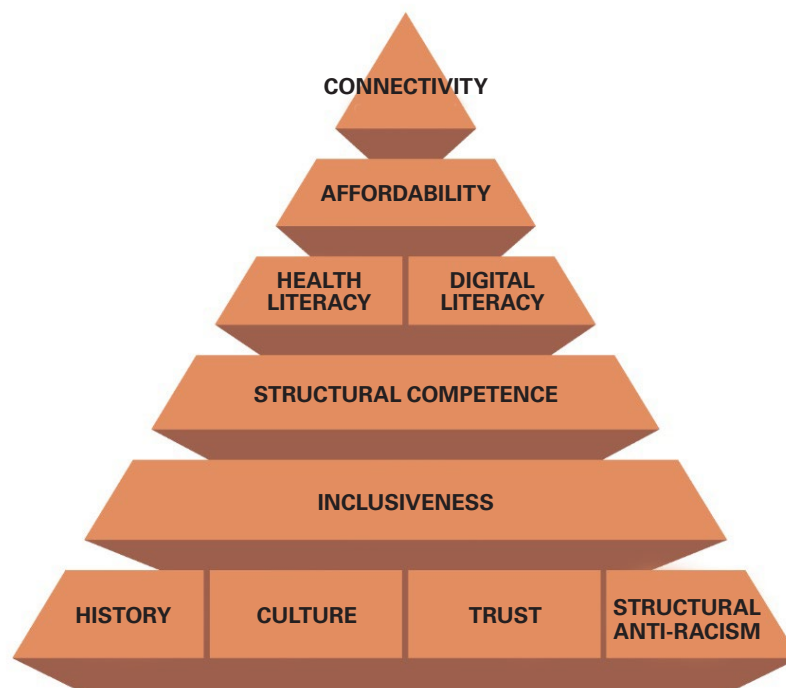 CONNECTIVITY
AFFORDABILITY
HEALTH
LITERACY
DIGITAL
LITERACY
STRUCTURAL COMPETENCE
INCLUSIVENESS
HISTORY
CULTURE
TRUST
STRUCTURAL
ANTI-RACISM